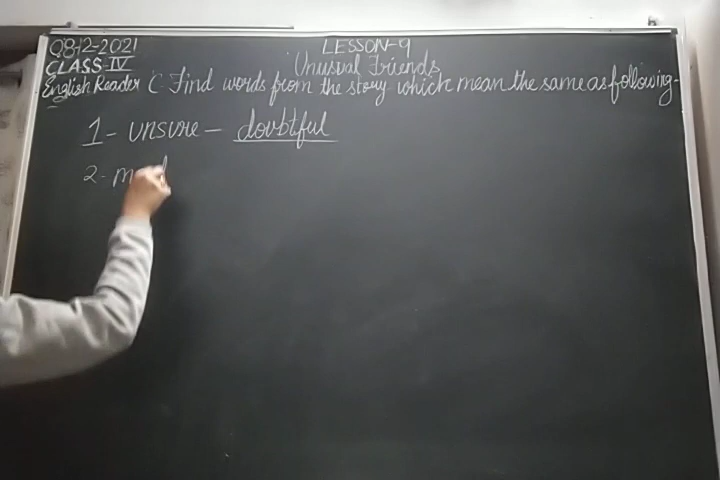 08-12-2021 LESSON-9
CLASS-IV Unusual Friends
English Reader C. Find words from the story which mean the same as following-
1- unsure - doubtful
2-